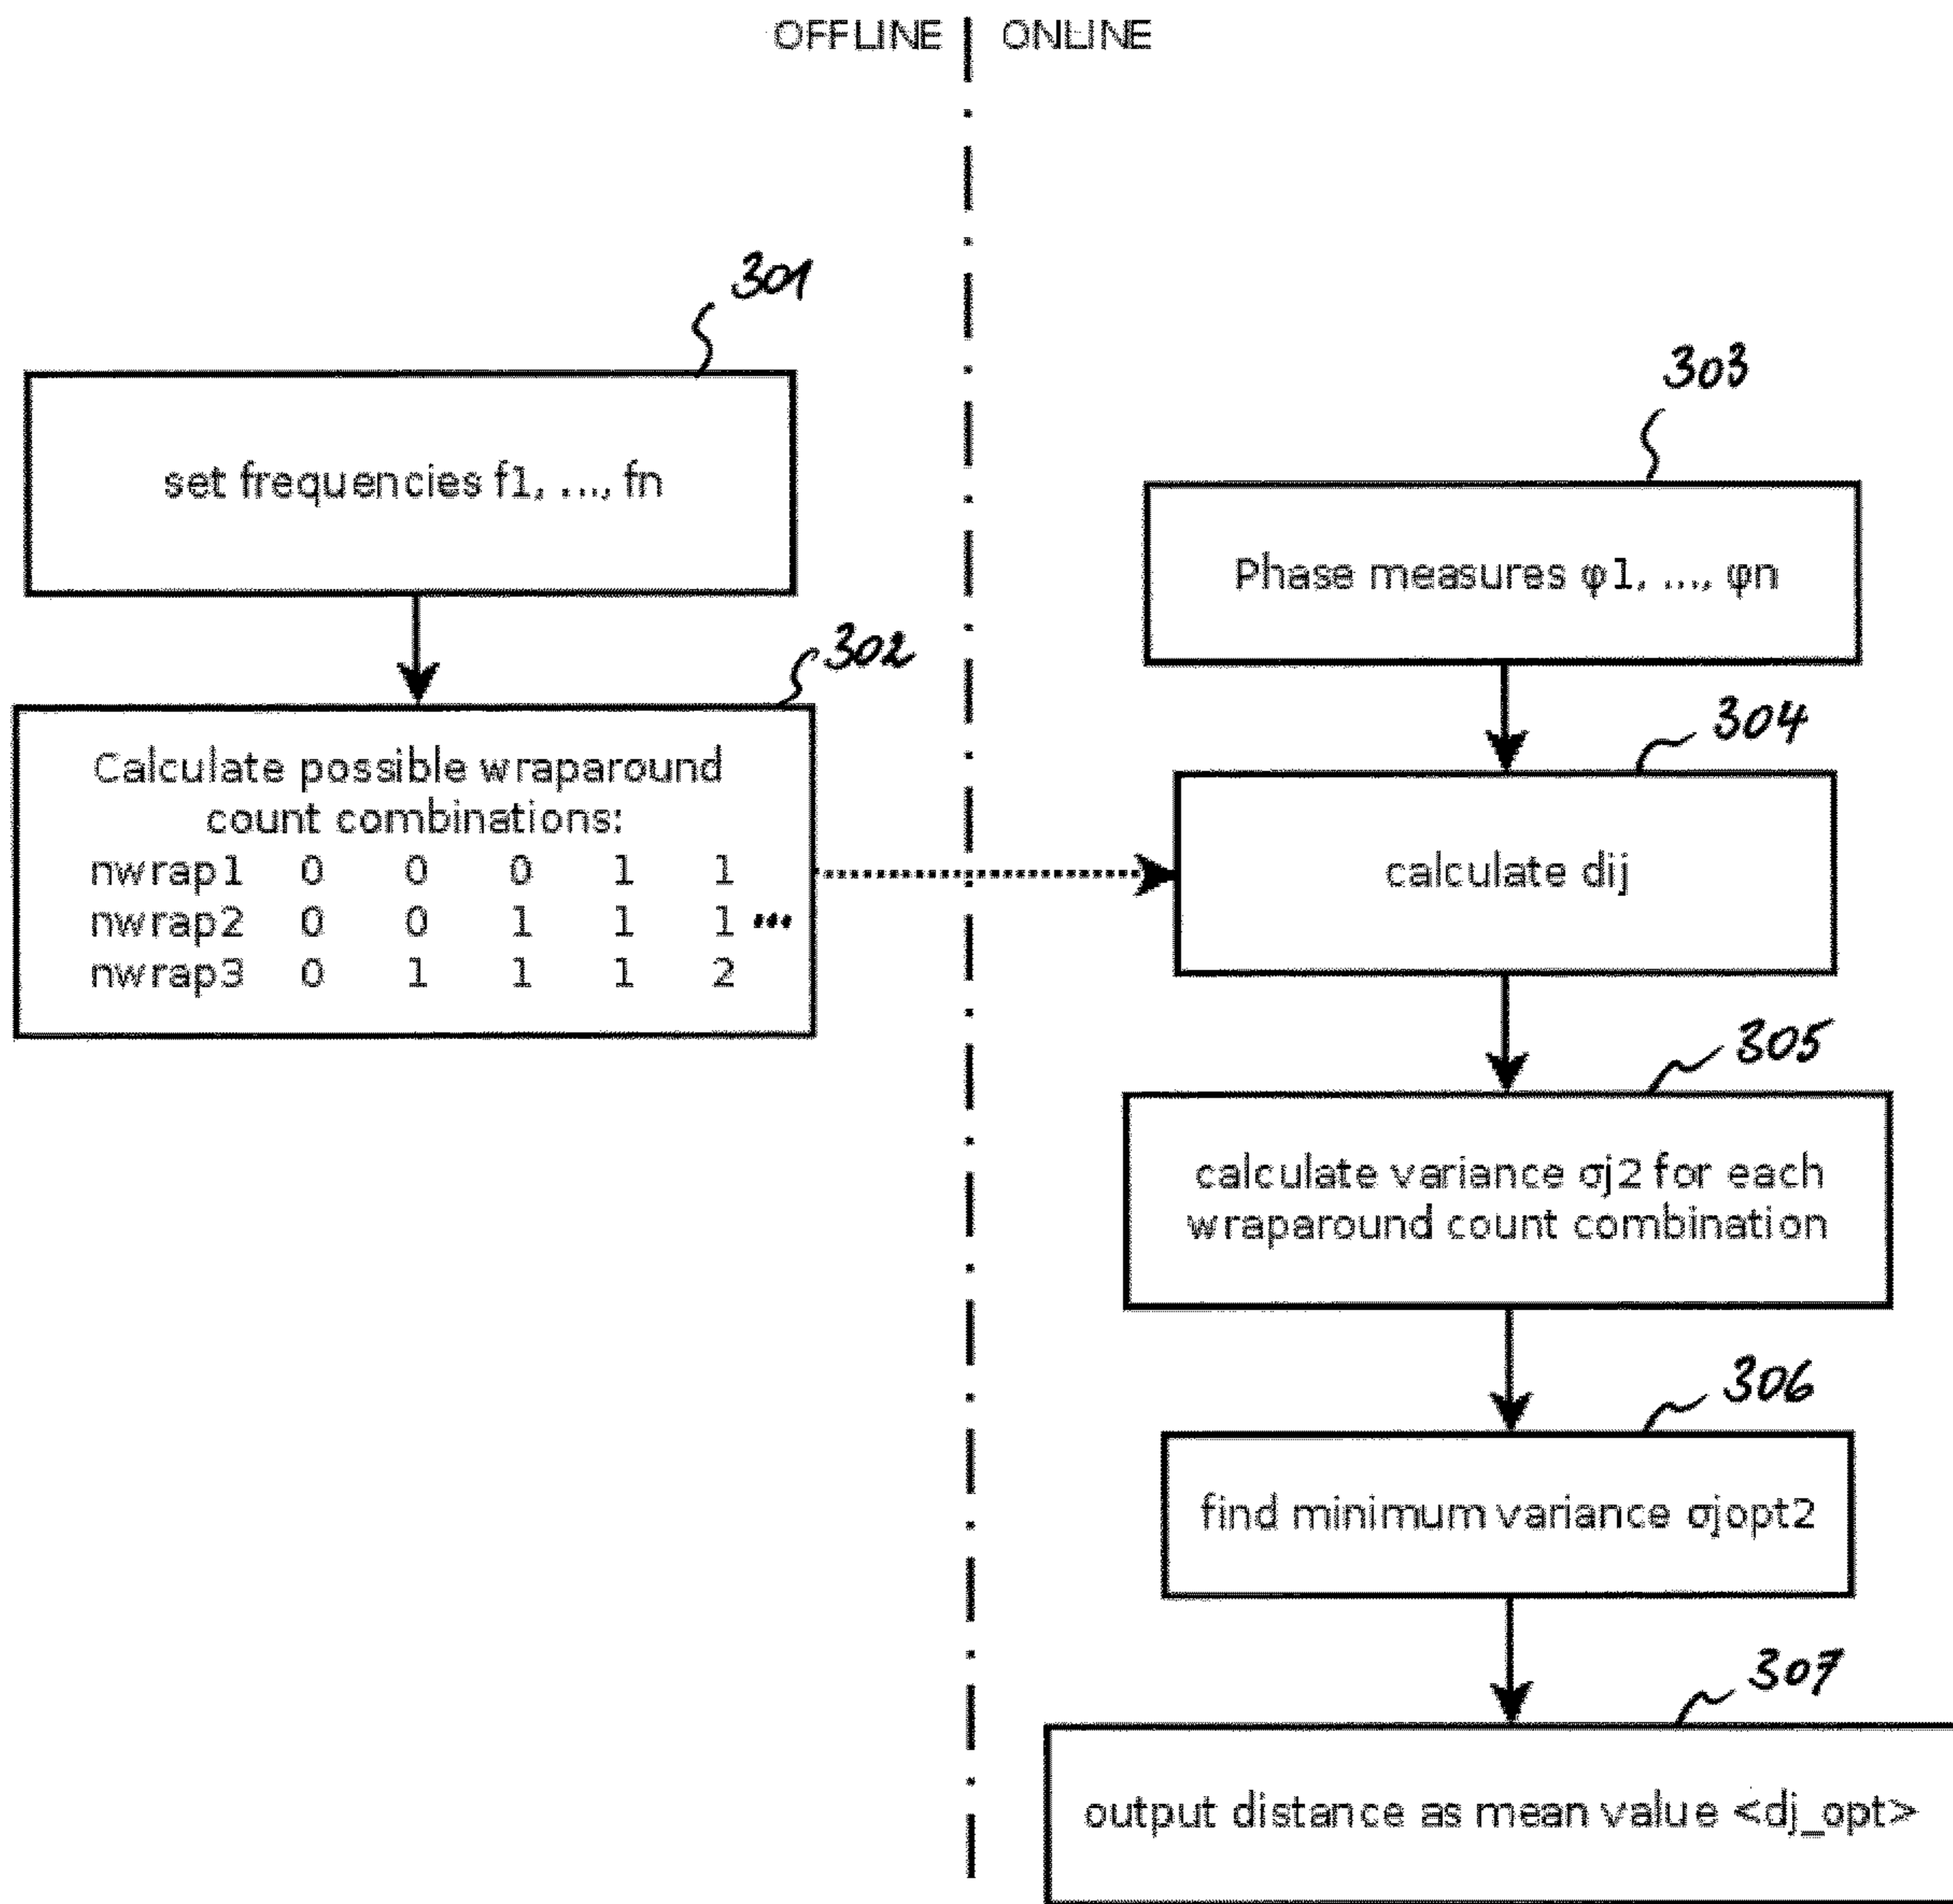 OFFLINE | ONLINE
301
set frequencies f1, ..., fn
302
Calculate possible wraparound
count combinations:
nwrap1 0 0 0 1 1
nwrap2 0 0 1 1 1 ...
nwrap3 0 1 1 1 2
303
Phase measures φ1, ..., φn
304
calculate dij
305
calculate variance σj2 for each
wraparound count combination
306
find minimum variance σjopt2
307
output distance as mean value <dj_opt>